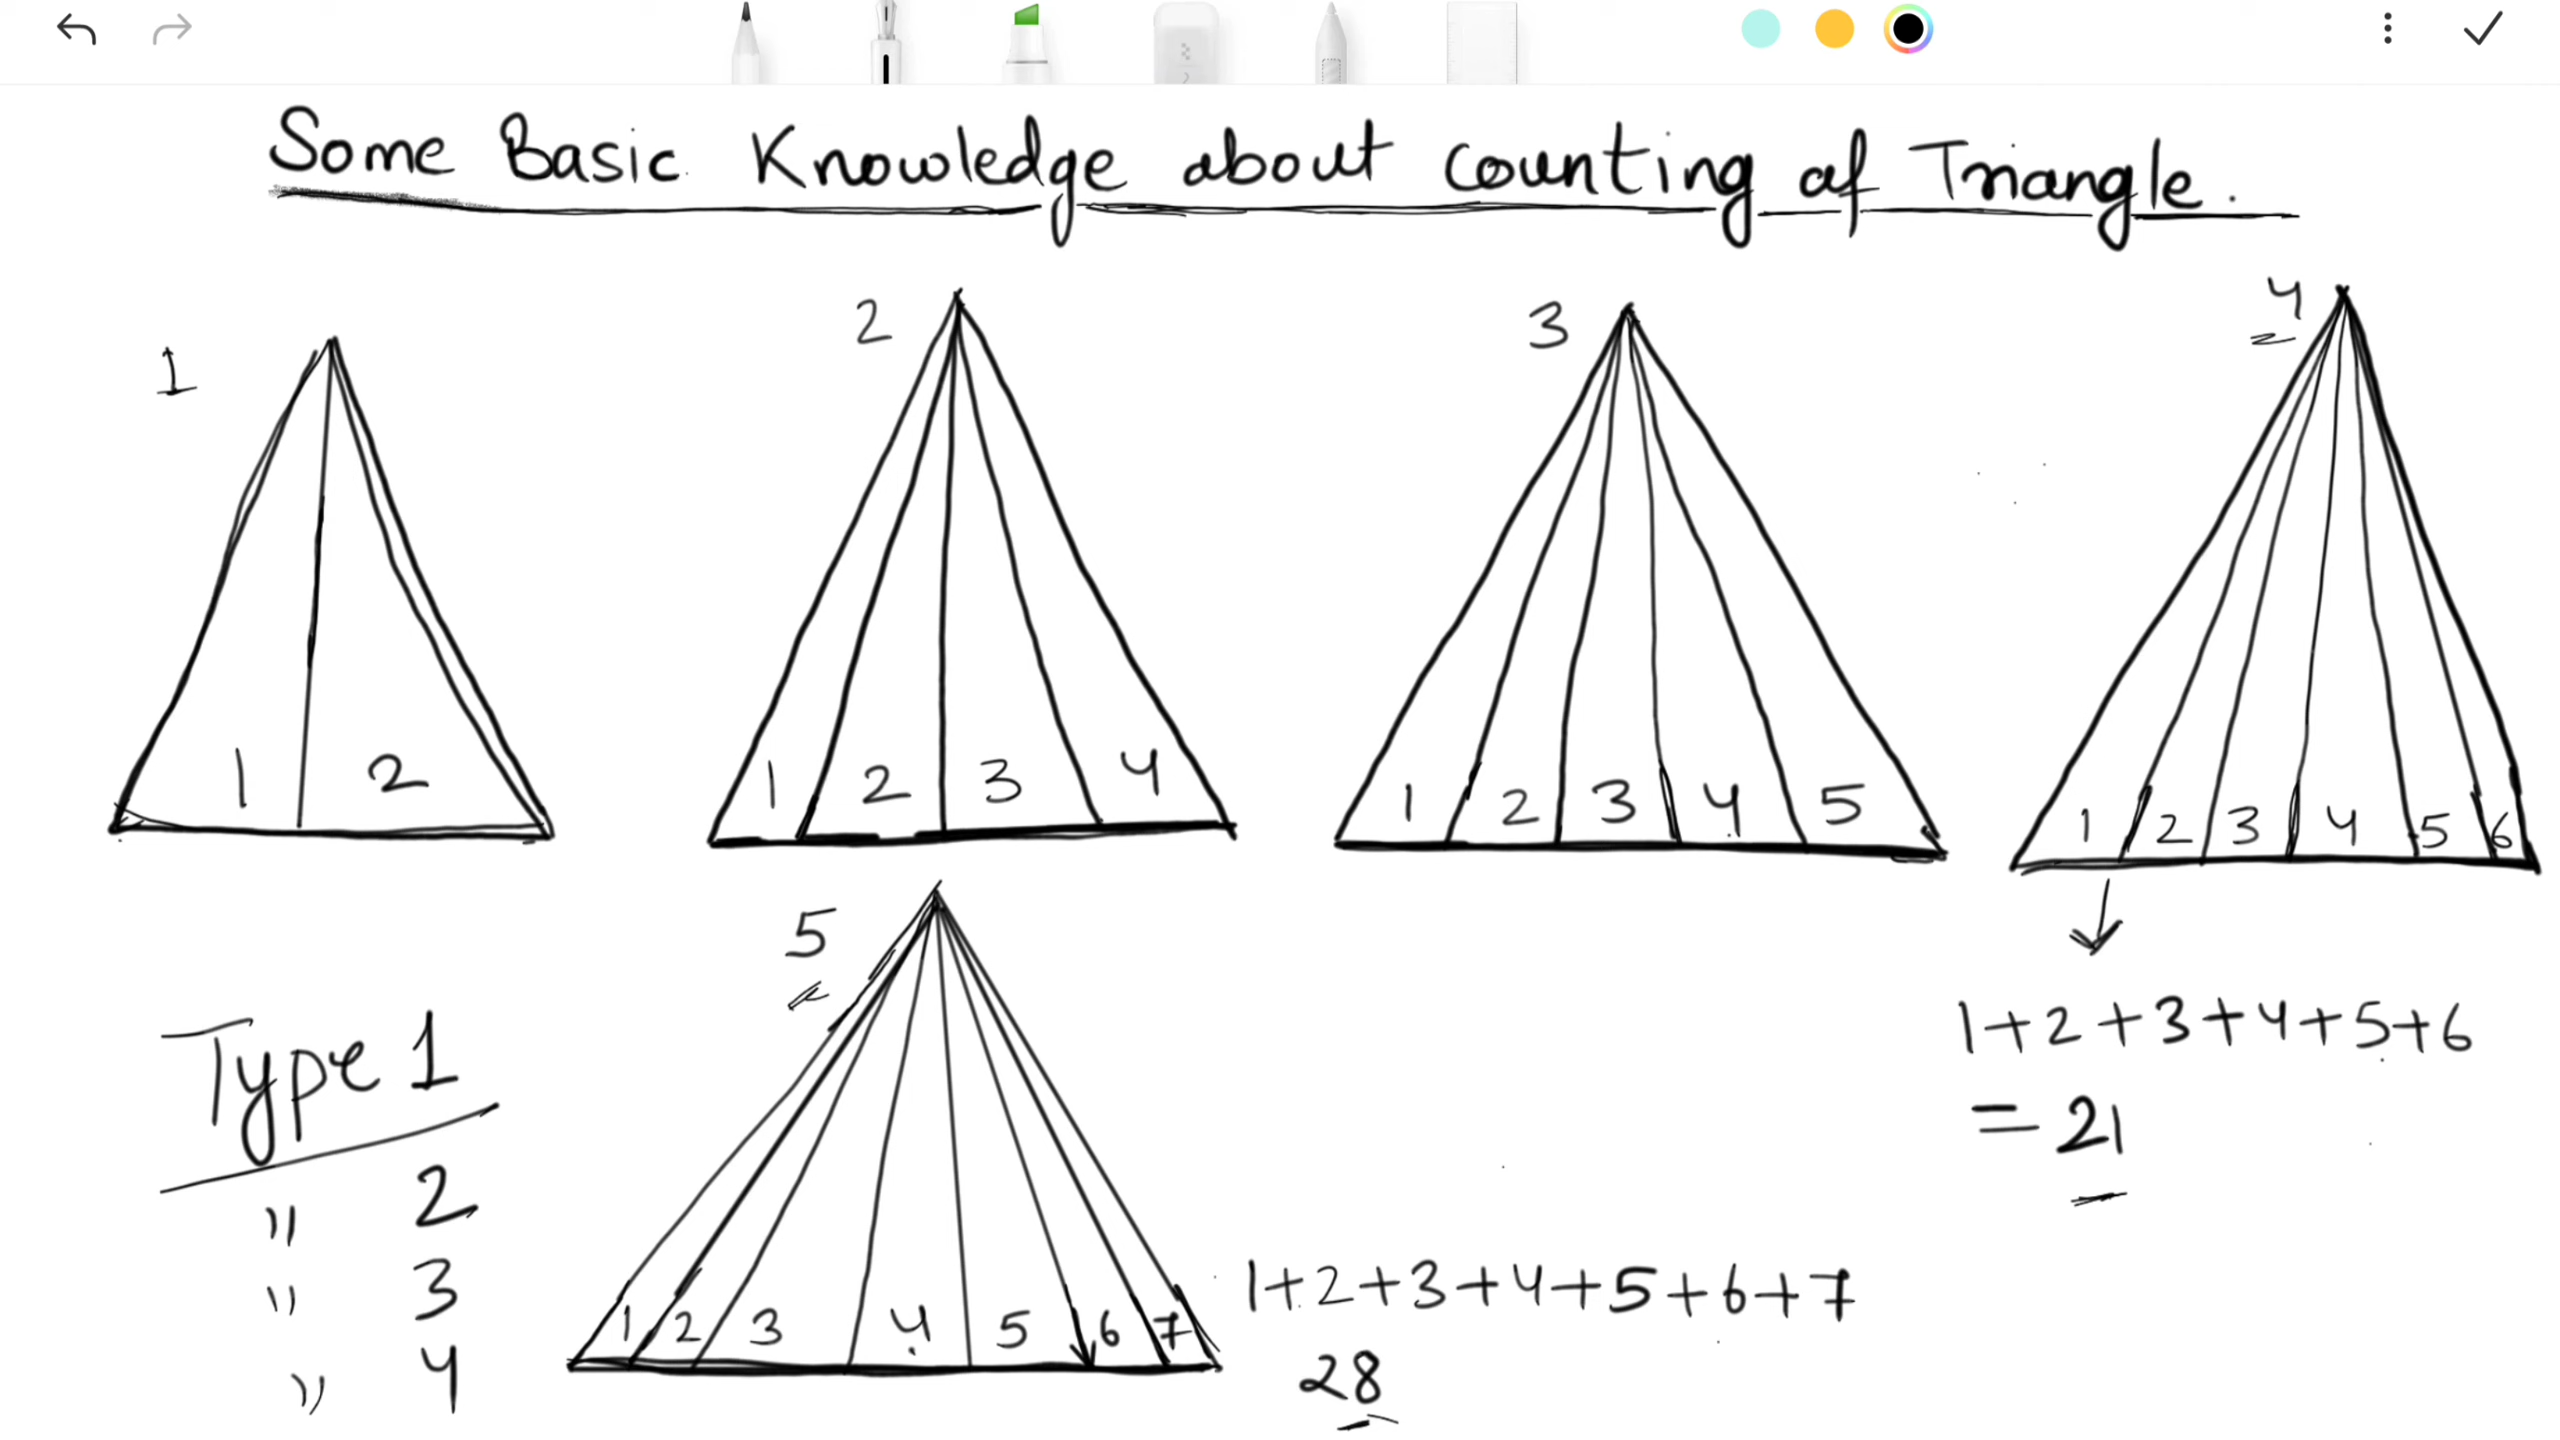 Some Basic Knowledge about counting of Triangle.
1
2
3
4
1 2
1 2 3 4
1 2 3 4 5
1 2 3 4 5 6
5
1+2+3+4+5+6
= 21
Type 1
" 2
" 3
" 4
1 2 3 4 5 6 7
1+2+3+4+5+6+7
28